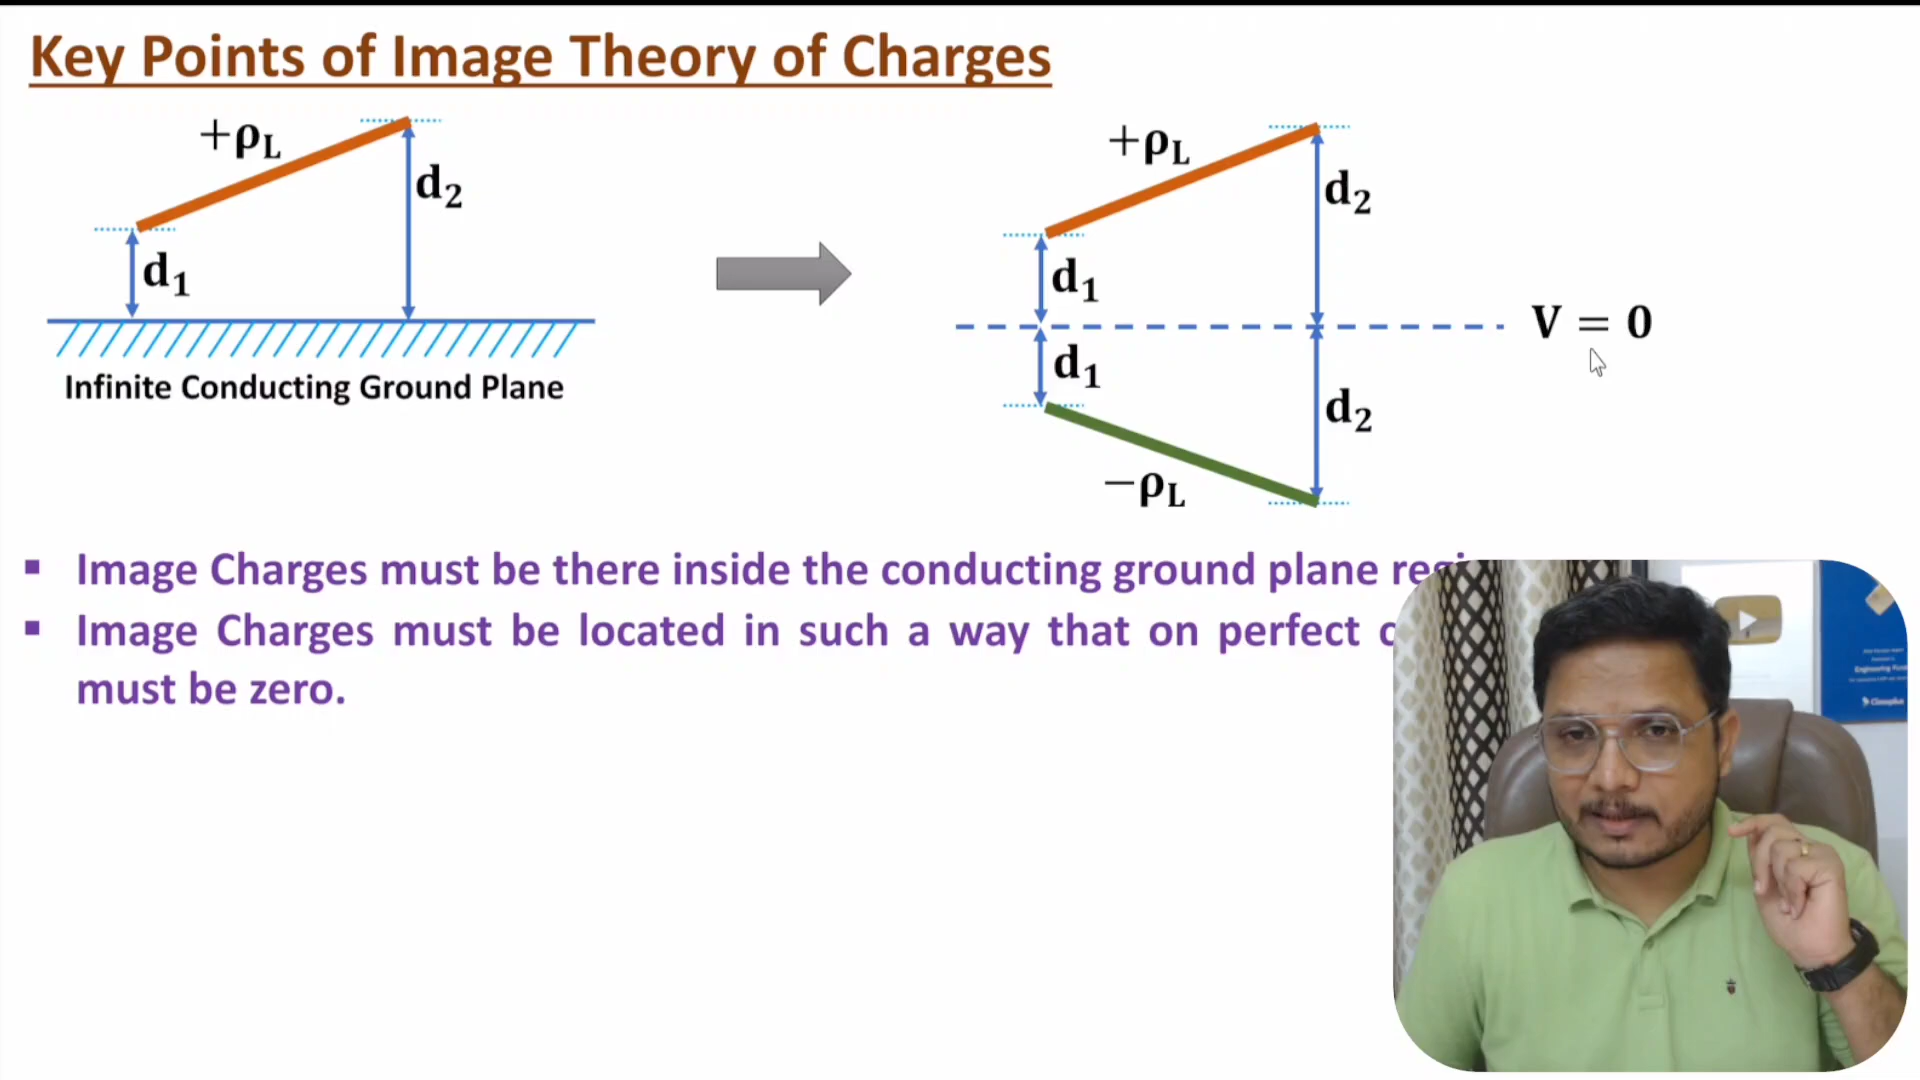 Key Points of Image Theory of Charges
+ρL
d2
d1
Infinite Conducting Ground Plane
+ρL
d2
d1
V = 0
d1
d2
−ρL
▪ Image Charges must be there inside the conducting ground plane
▪ Image Charges must be located in such a way that on perfect
must be zero.